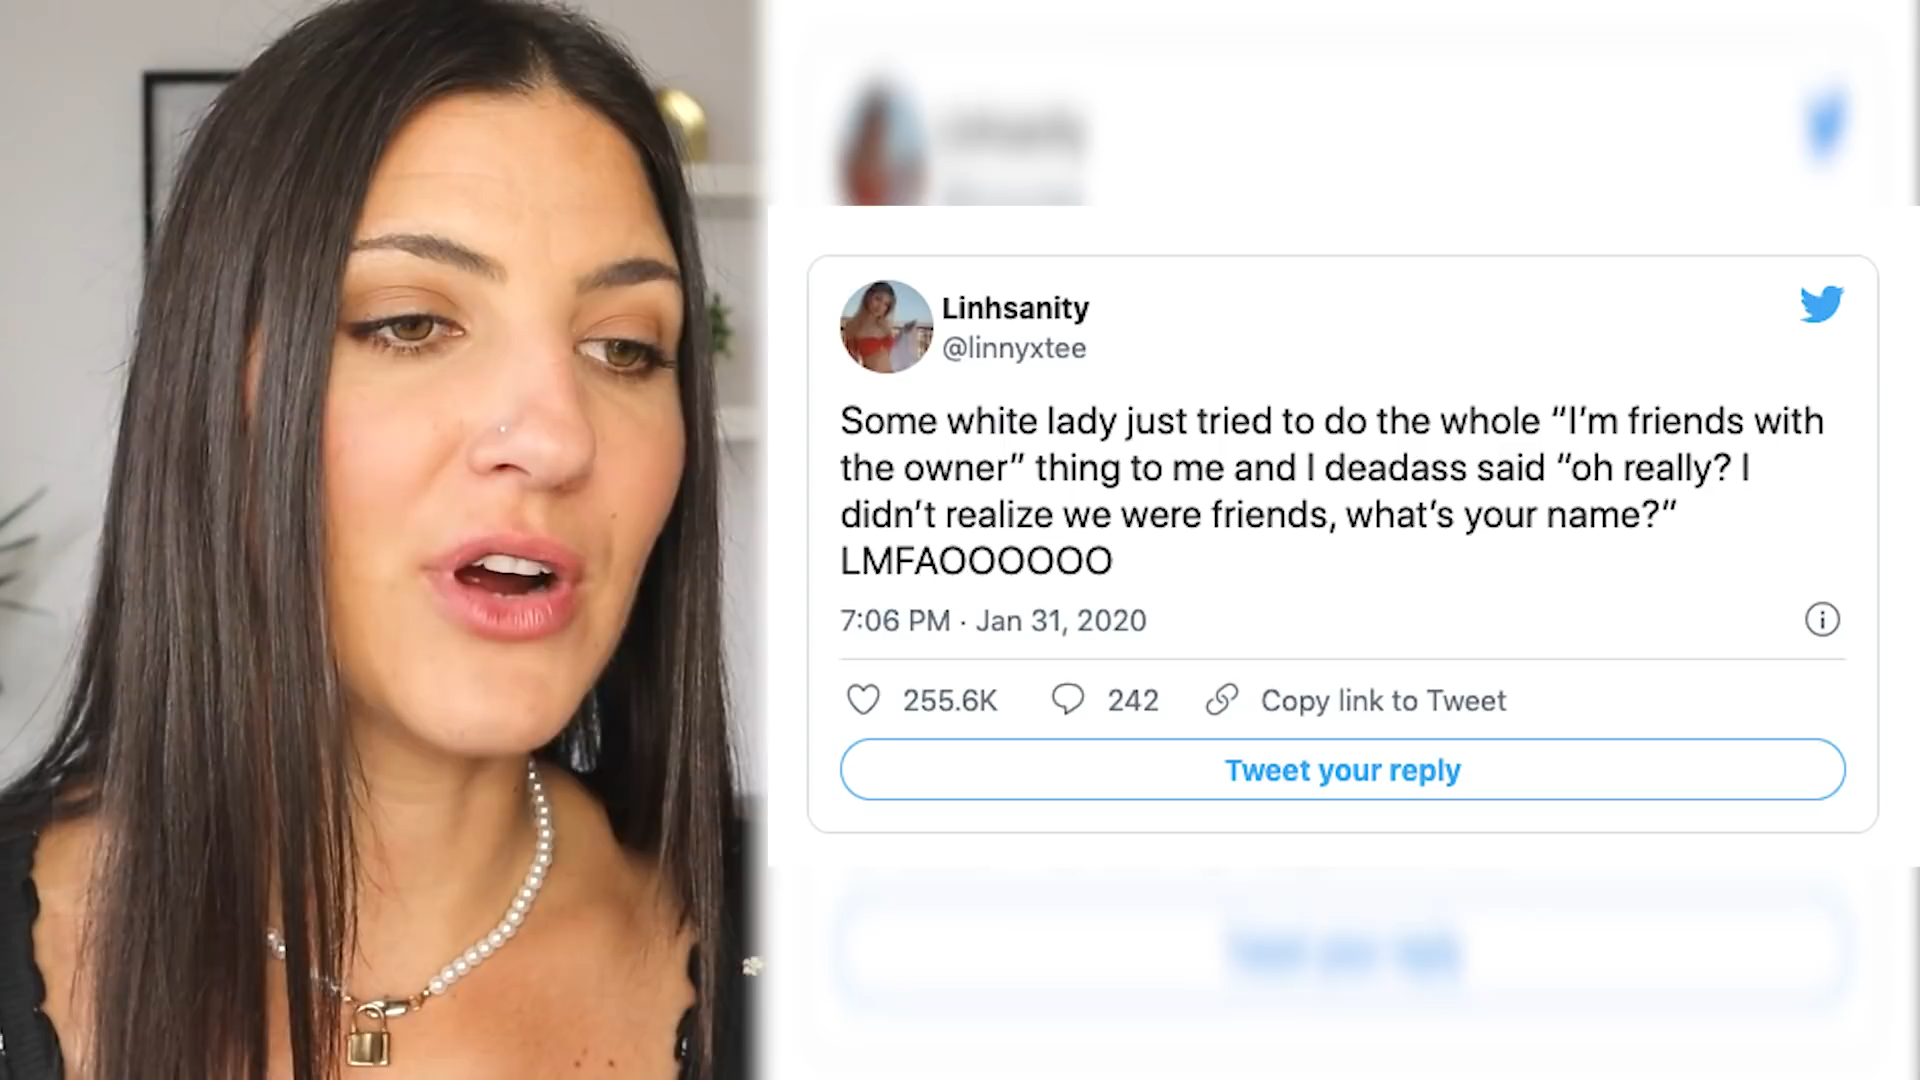 Linhsanity
@linnyxtee
Some white lady just tried to do the whole “I’m friends with
the owner” thing to me and I deadass said “oh really? I
didn’t realize we were friends, what’s your name?”
LMFAOOOOOO
7:06 PM · Jan 31, 2020
255.6K 242 Copy link to Tweet
Tweet your reply